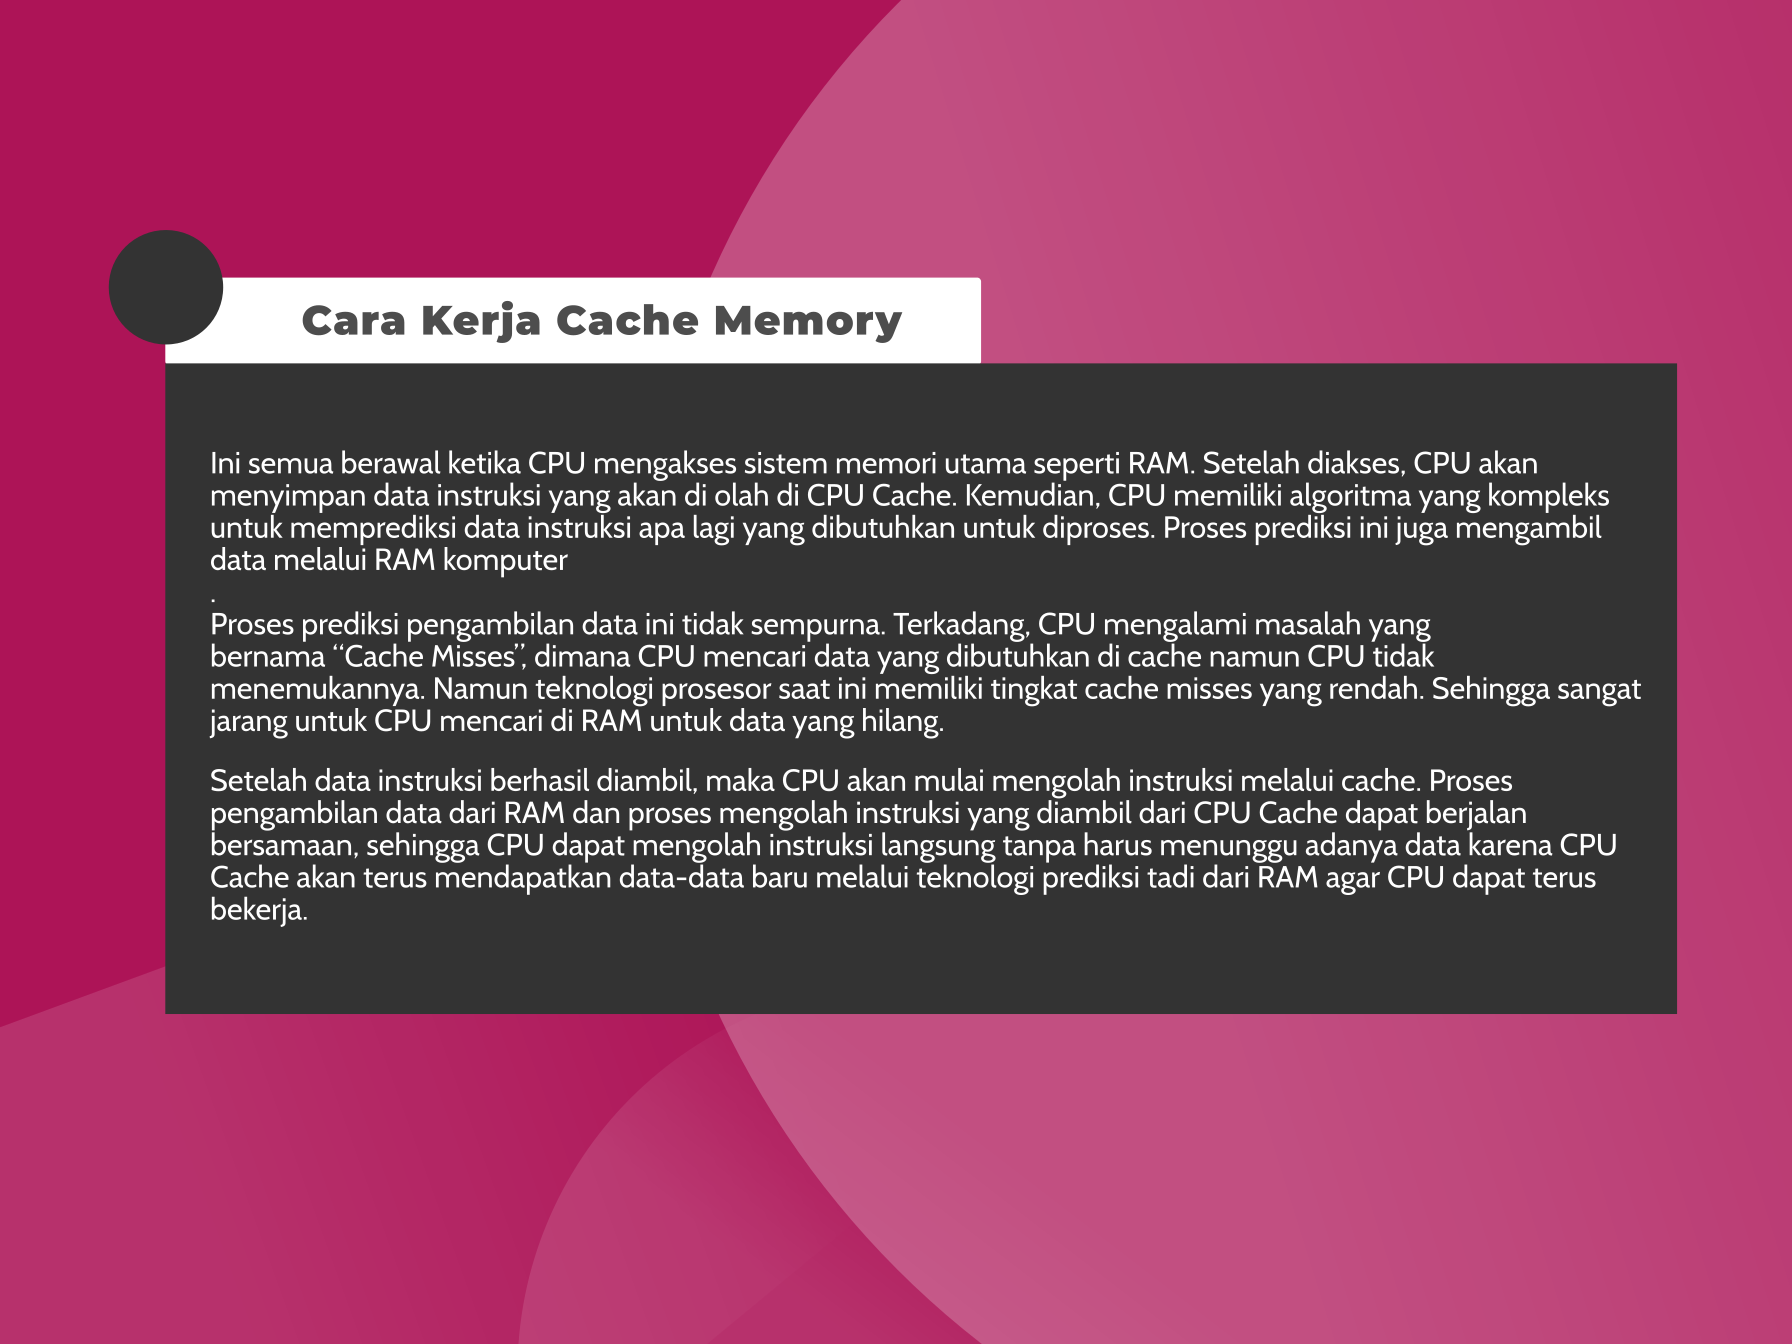 Cara Kerja Cache Memory
Ini semua berawal ketika CPU mengakses sistem memori utama seperti RAM. Setelah diakses, CPU akan
menyimpan data instruksi yang akan di olah di CPU Cache. Kemudian, CPU memiliki algoritma yang kompleks
untuk memprediksi data instruksi apa lagi yang dibutuhkan untuk diproses. Proses prediksi ini juga mengambil
data melalui RAM komputer
.
Proses prediksi pengambilan data ini tidak sempurna. Terkadang, CPU mengalami masalah yang
bernama “Cache Misses”, dimana CPU mencari data yang dibutuhkan di cache namun CPU tidak
menemukannya. Namun teknologi prosesor saat ini memiliki tingkat cache misses yang rendah. Sehingga sangat
jarang untuk CPU mencari di RAM untuk data yang hilang.
Setelah data instruksi berhasil diambil, maka CPU akan mulai mengolah instruksi melalui cache. Proses
pengambilan data dari RAM dan proses mengolah instruksi yang diambil dari CPU Cache dapat berjalan
bersamaan, sehingga CPU dapat mengolah instruksi langsung tanpa harus menunggu adanya data karena CPU
Cache akan terus mendapatkan data-data baru melalui teknologi prediksi tadi dari RAM agar CPU dapat terus
bekerja.